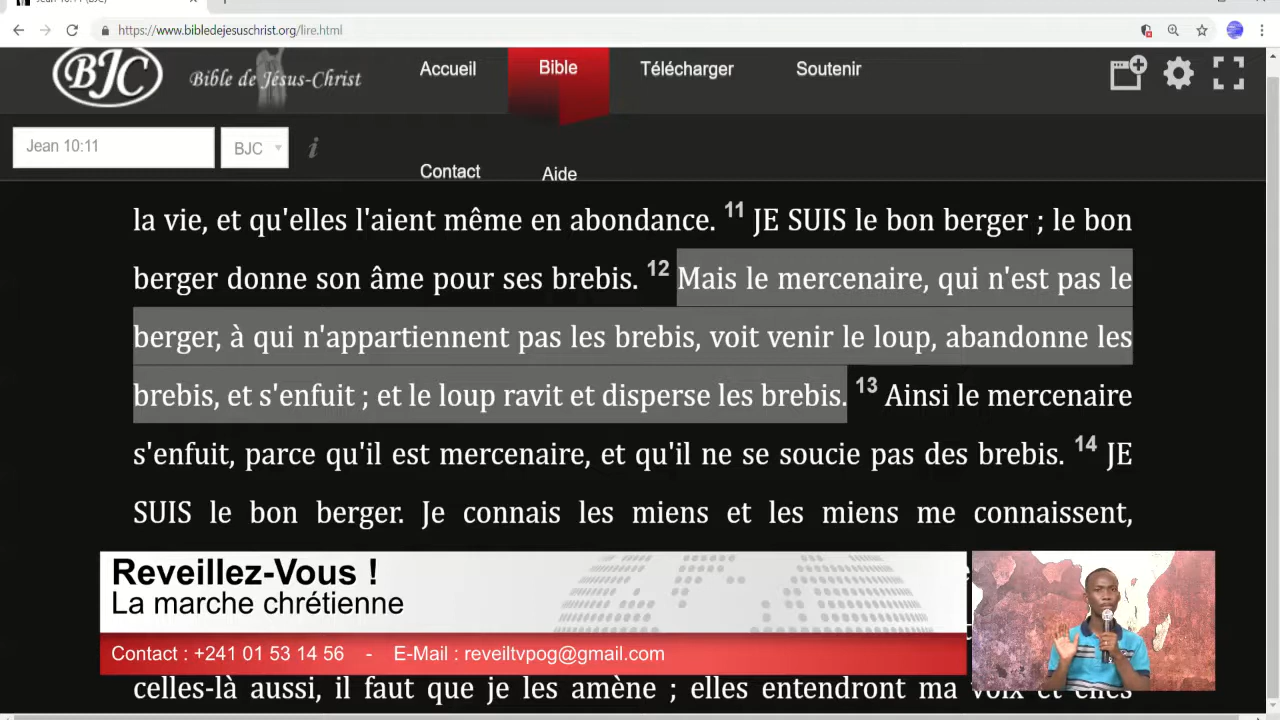 https://www.bibledejesuschrist.org/lire.html
BJC
Bible de Jésus-Christ
Accueil
Bible
Télécharger
Soutenir
Jean 10:11
BJC
i
Contact
Aide
la vie, et qu'elles l'aient même en abondance. 11 JE SUIS le bon berger ; le bon
berger donne son âme pour ses brebis. 12 Mais le mercenaire, qui n'est pas le
berger, à qui n'appartiennent pas les brebis, voit venir le loup, abandonne les
brebis, et s'enfuit ; et le loup ravit et disperse les brebis. 13 Ainsi le mercenaire
s'enfuit, parce qu'il est mercenaire, et qu'il ne se soucie pas des brebis. 14 JE
SUIS le bon berger. Je connais les miens et les miens me connaissent,
Reveillez-Vous !
La marche chrétienne
Contact : +241 01 53 14 56 - E-Mail : reveiltvpog@gmail.com
celles-là aussi, il faut que je les amène ; elles entendront ma voix et elles